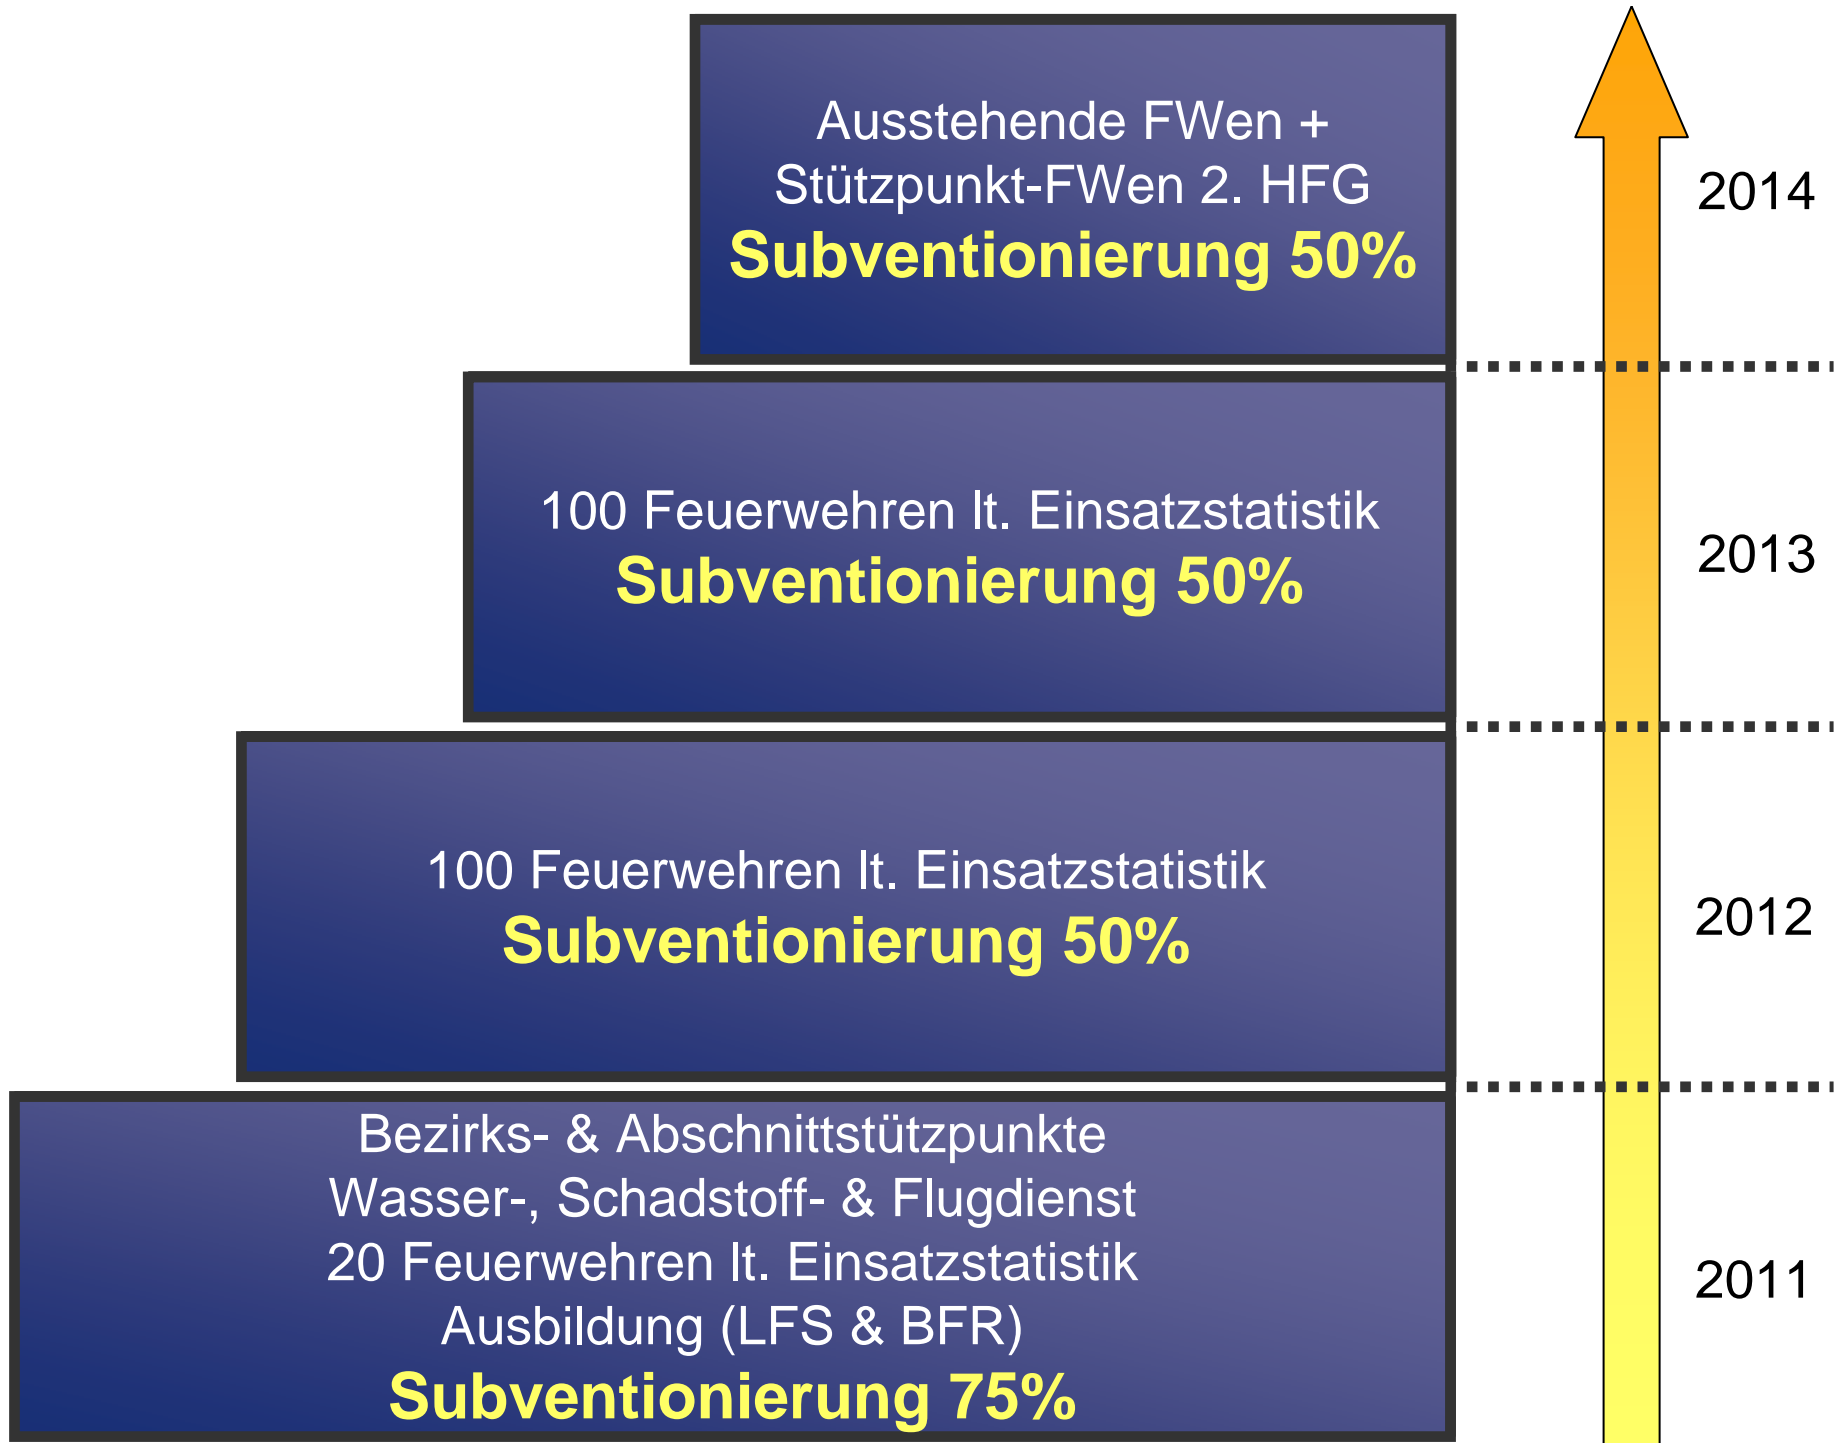 Ausstehende FWen +
Stützpunkt-FWen 2. HFG
Subventionierung 50%
2014
100 Feuerwehren lt. Einsatzstatistik
Subventionierung 50%
2013
100 Feuerwehren lt. Einsatzstatistik
Subventionierung 50%
2012
Bezirks- & Abschnittstützpunkte
Wasser-, Schadstoff- & Flugdienst
20 Feuerwehren lt. Einsatzstatistik
Ausbildung (LFS & BFR)
Subventionierung 75%
2011